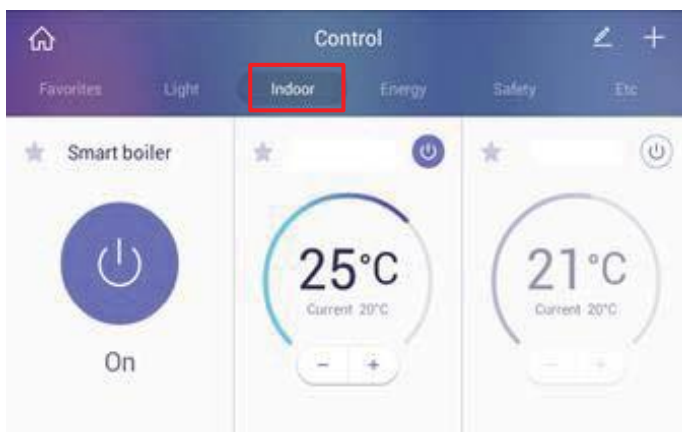 Control
Favorites Light Indoor Energy Safety Etc
Smart boiler
On
25°C
Current 20°C
- +
21°C
Current 20°C
- +